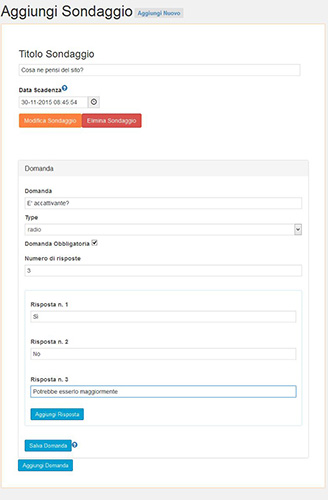 Aggiungi Sondaggio Aggiungi Nuovo
Titolo Sondaggio
Cosa ne pensi del sito?
Data Scadenza
30-11-2015 08:45:54
Modifica Sondaggio Elimina Sondaggio
Domanda
Domanda
E' accattivante?
Type
radio
Domanda Obbligatoria
Numero di risposte
3
Risposta n. 1
Si
Risposta n. 2
No
Risposta n. 3
Potrebbe esserlo maggiormente
Aggiungi Risposta
Salva Domanda
Aggiungi Domanda